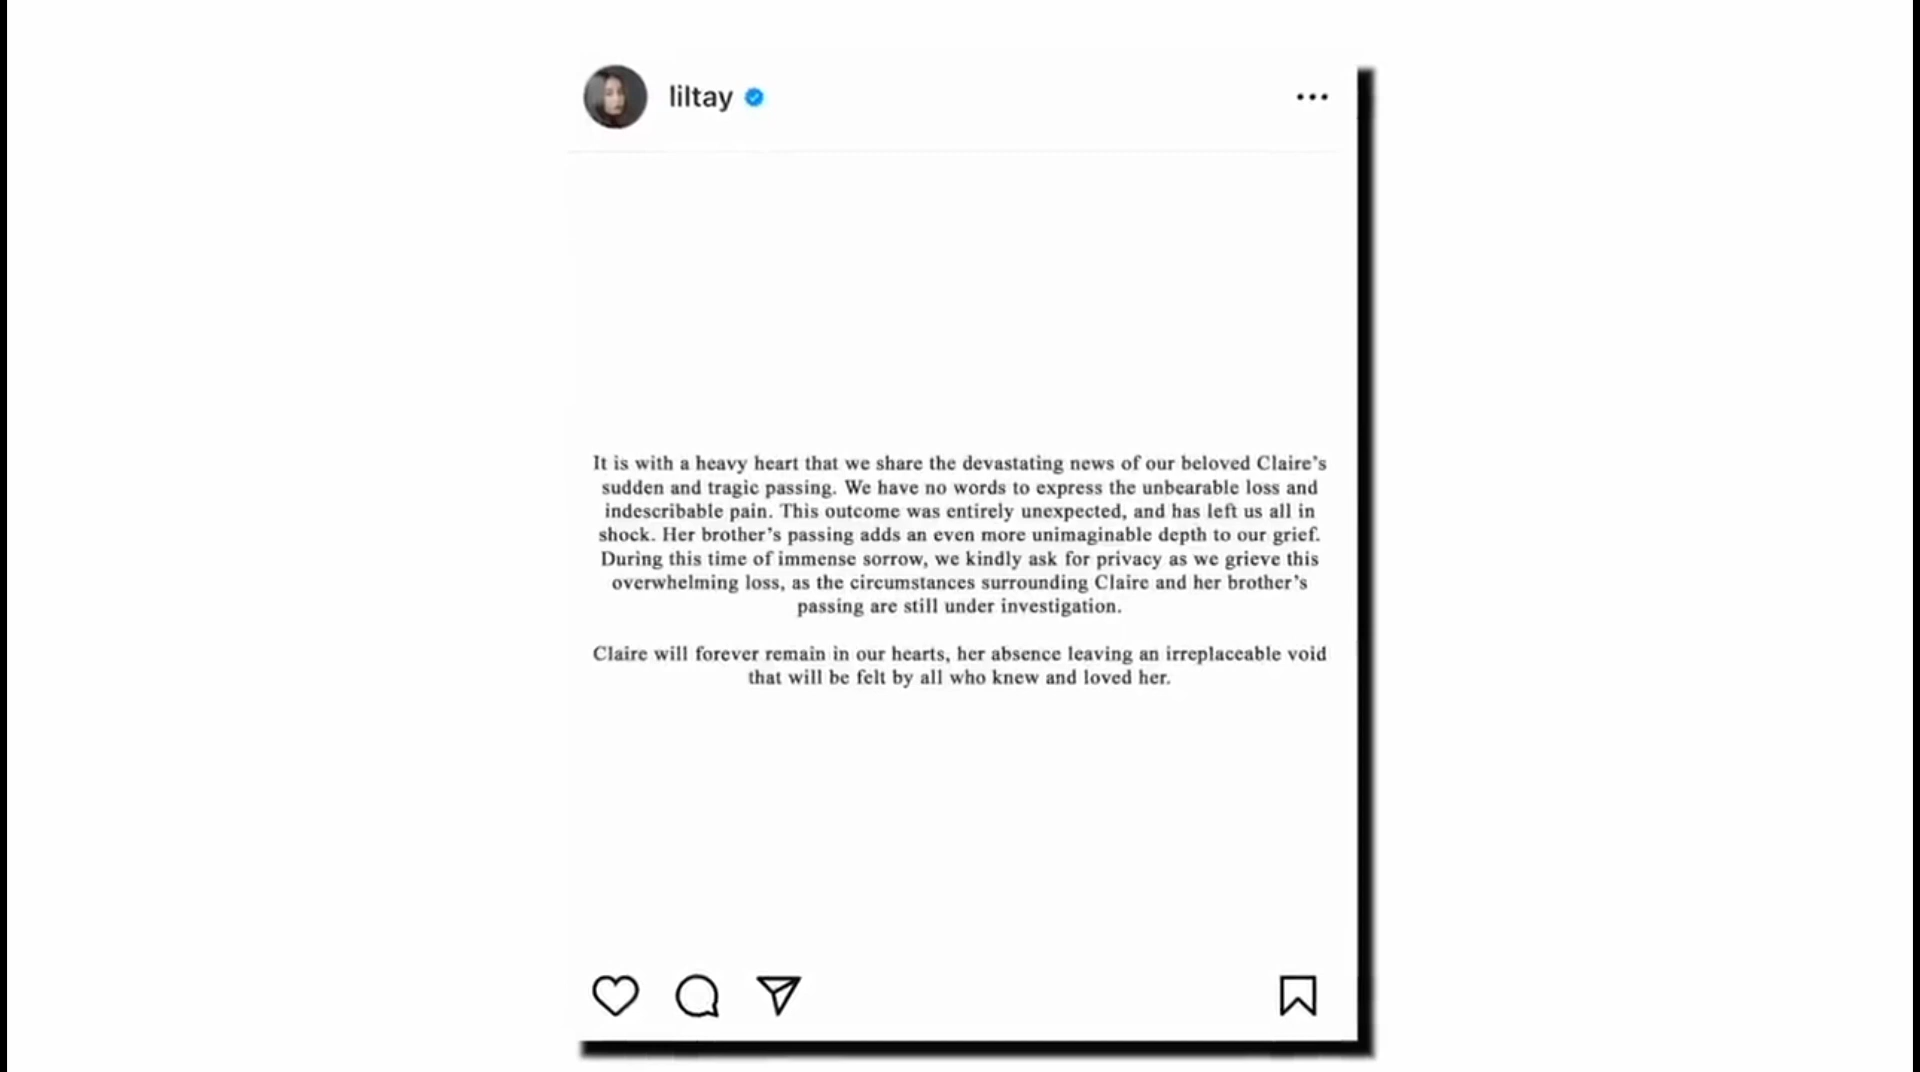 liltay
It is with a heavy heart that we share the devastating news of our beloved Claire's
sudden and tragic passing. We have no words to express the unbearable loss and
indescribable pain. This outcome was entirely unexpected, and has left us all in
shock. Her brother's passing adds an even more unimaginable depth to our grief.
During this time of immense sorrow, we kindly ask for privacy as we grieve this
overwhelming loss, as the circumstances surrounding Claire and her brother's
passing are still under investigation.
Claire will forever remain in our hearts, her absence leaving an irreplaceable void
that will be felt by all who knew and loved her.